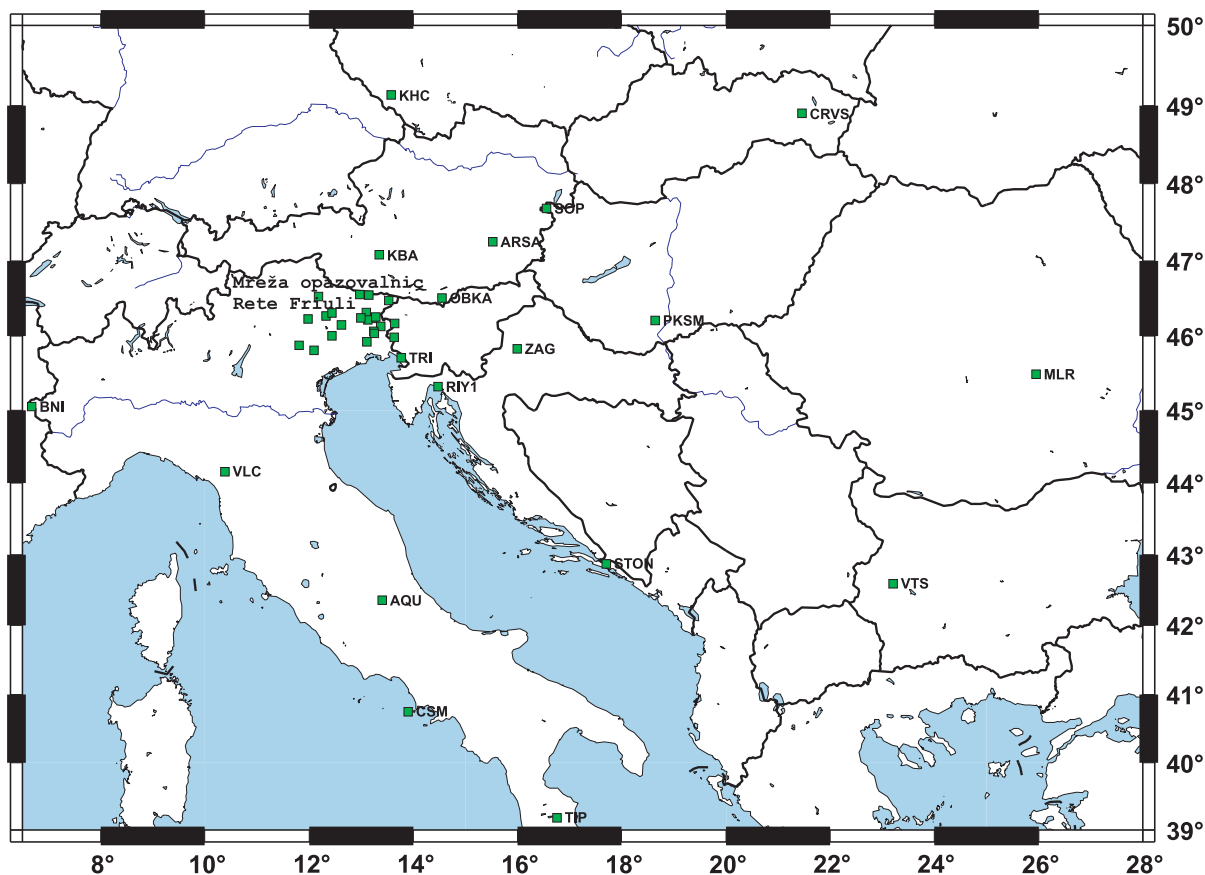 50°
KHC
49°
CRVS
48°
SOP
ARSA
KBA
47°
Mreža opazovalnic
OBKA
Rete Friuli
PKSM
46°
ZAG
TRI
MLR
RIY1
BNI
45°
VLC
44°
43°
STON
VTS
AQU
42°
41°
CSM
40°
TIP
39°
8° 10° 12° 14° 16° 18° 20° 22° 24° 26° 28°